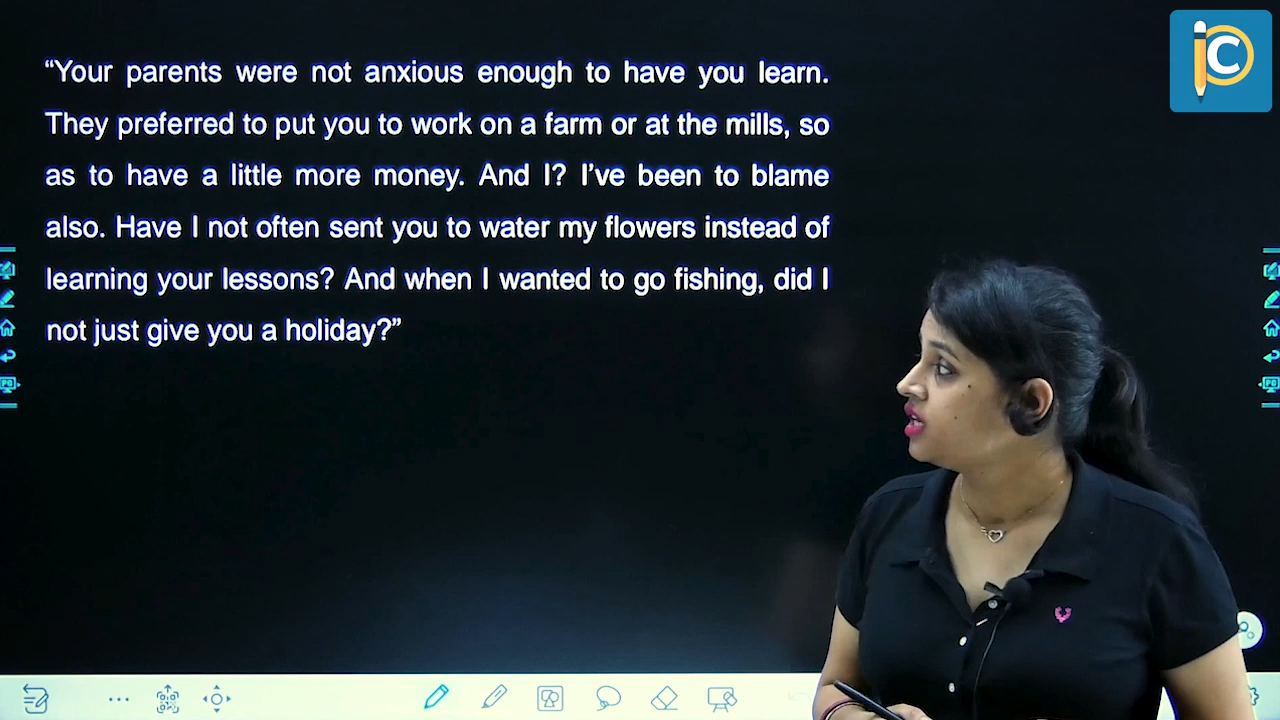 “Your parents were not anxious enough to have you learn.
They preferred to put you to work on a farm or at the mills, so
as to have a little more money. And I? I’ve been to blame
also. Have I not often sent you to water my flowers instead of
learning your lessons? And when I wanted to go fishing, did I
not just give you a holiday?”